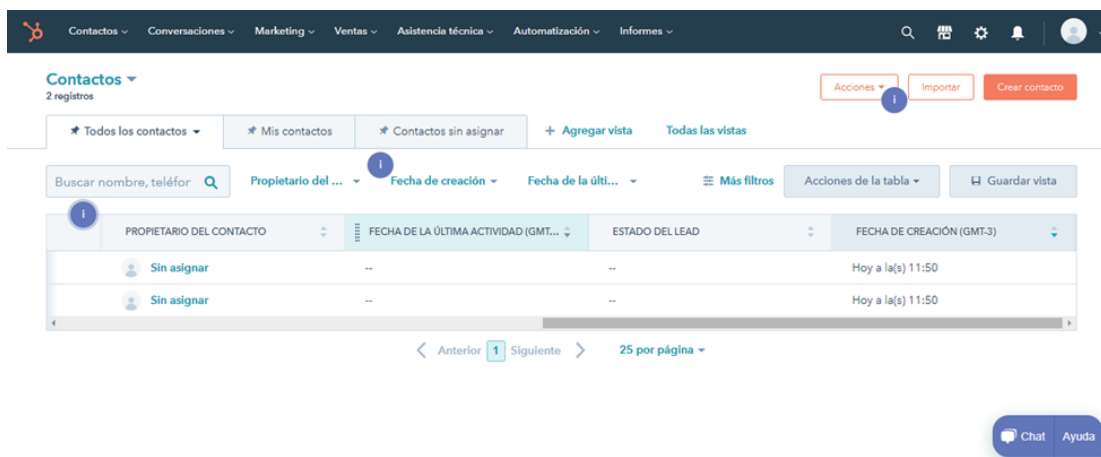 Contactos Conversaciones Marketing Ventas Asistencia técnica Automatización Informes
Contactos
2 registros
Acciones Importar Crear contacto
Todos los contactos Mis contactos Contactos sin asignar + Agregar vista Todas las vistas
Buscar nombre, teléfor Propietario del ... Fecha de creación Fecha de la últi... Más filtros Acciones de la tabla Guardar vista
PROPIETARIO DEL CONTACTO FECHA DE LA ÚLTIMA ACTIVIDAD (GMT... ESTADO DEL LEAD FECHA DE CREACIÓN (GMT-3)
Sin asignar -- -- Hoy a la(s) 11:50
Sin asignar -- -- Hoy a la(s) 11:50
Anterior 1 Siguiente 25 por página
Chat Ayuda